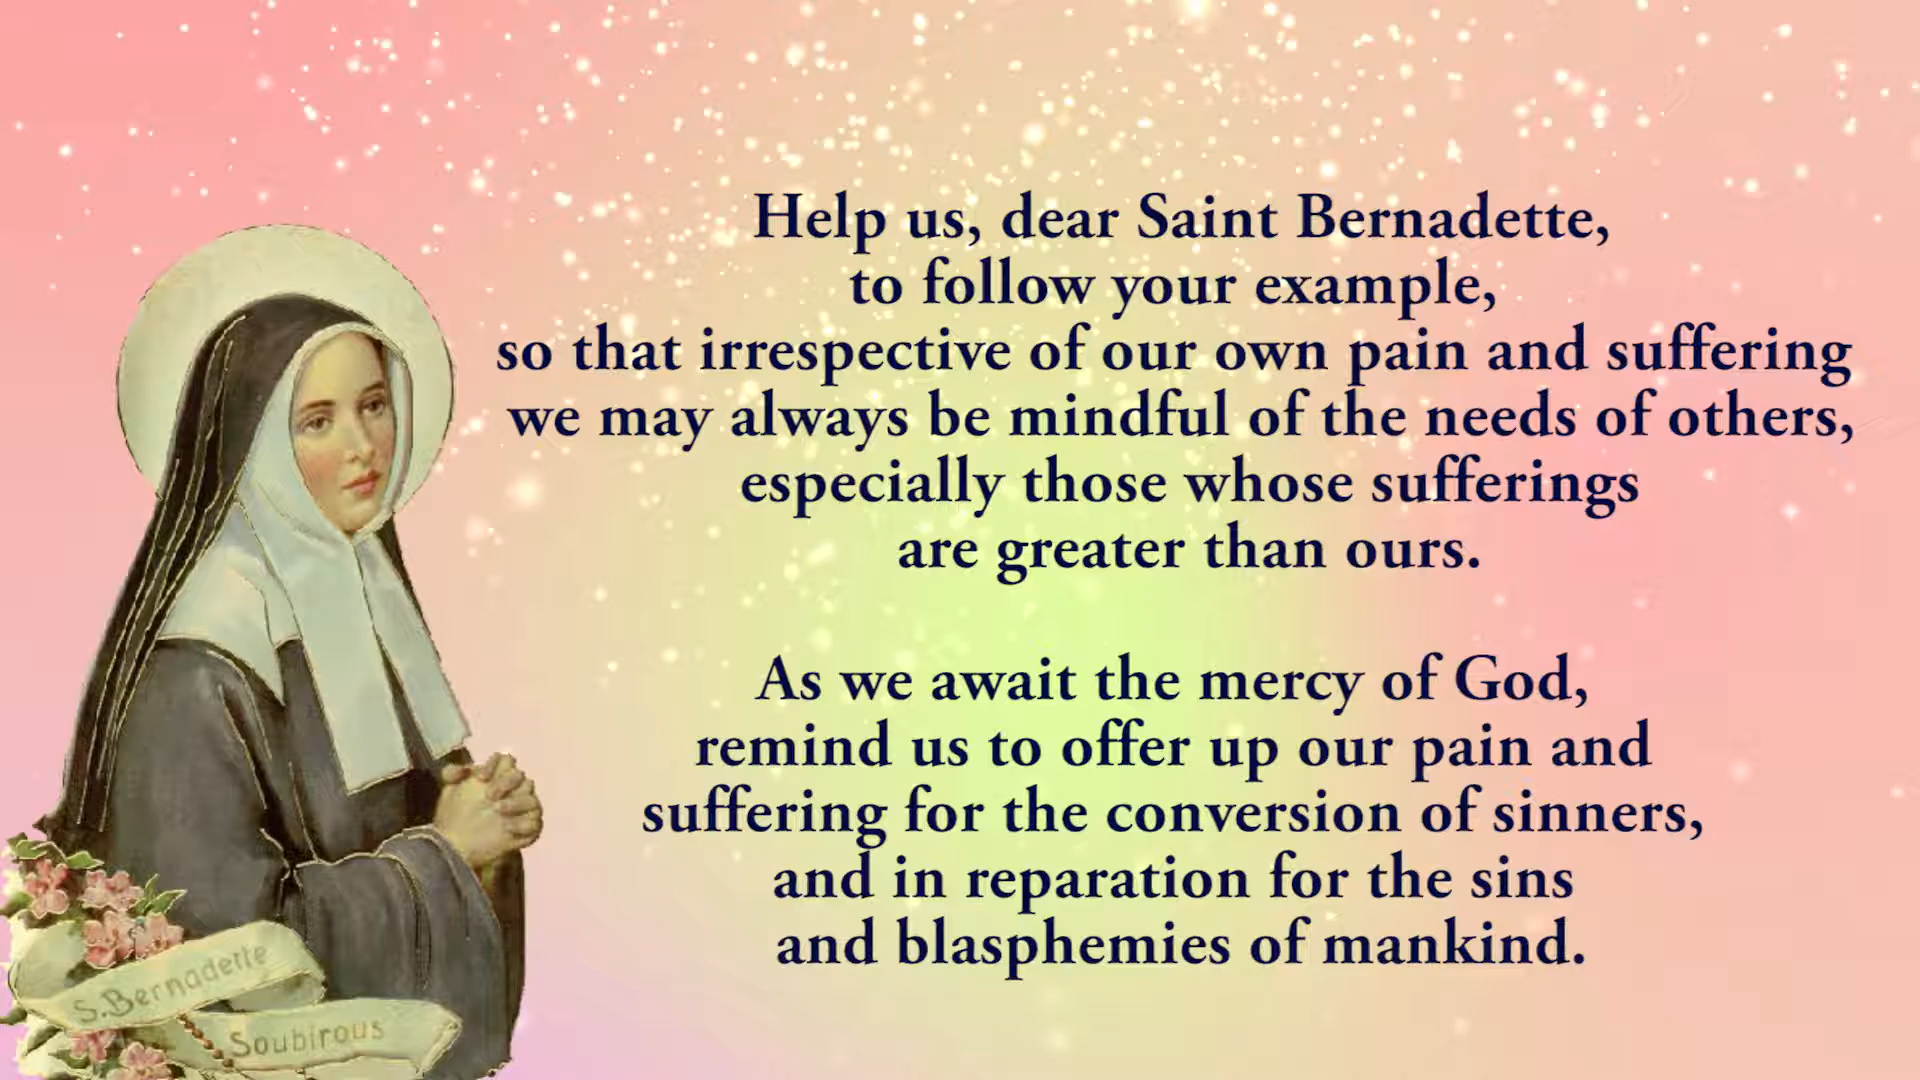 Help us, dear Saint Bernadette,
to follow your example,
so that irrespective of our own pain and suffering
we may always be mindful of the needs of others,
especially those whose sufferings
are greater than ours.
As we await the mercy of God,
remind us to offer up our pain and
suffering for the conversion of sinners,
and in reparation for the sins
and blasphemies of mankind.
S. Bernadette
Soubirous